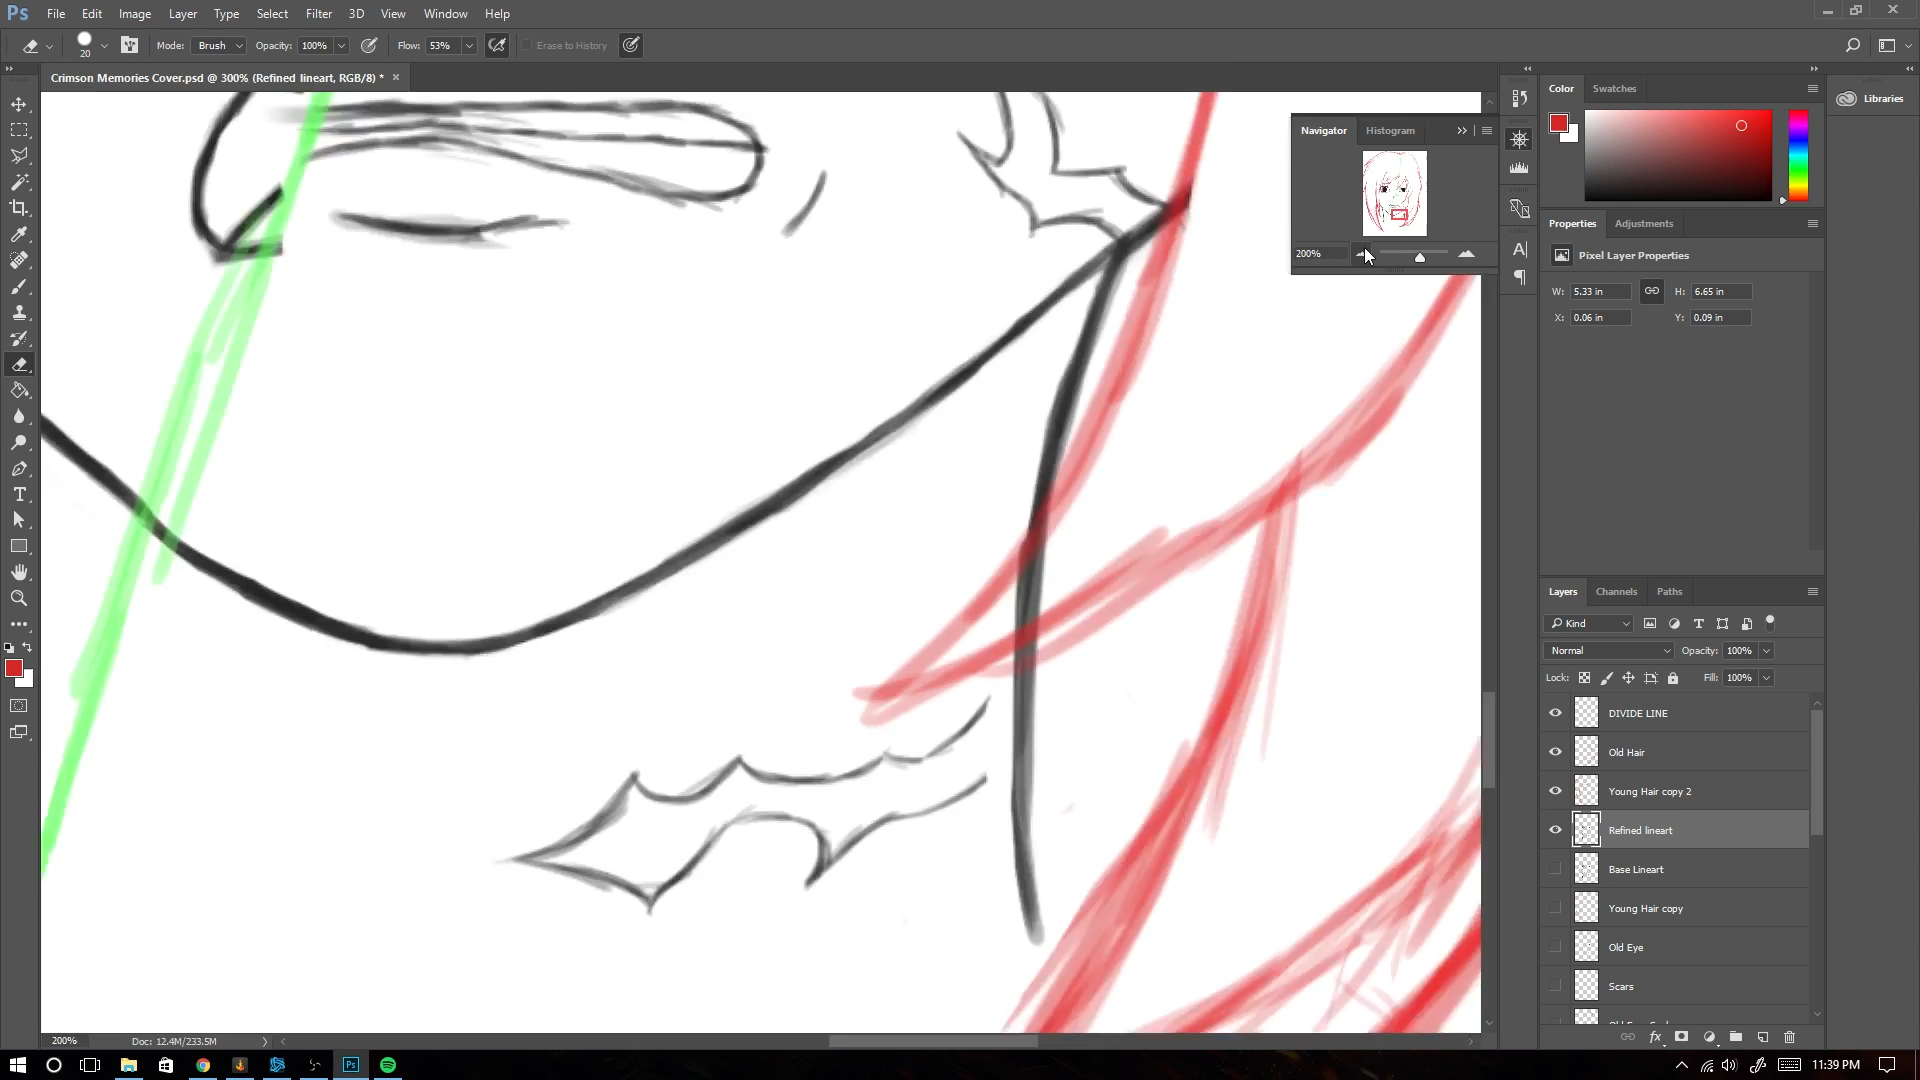 Ps File Edit Image Layer Type Select Filter 3D View Window Help
20 Mode: Brush Opacity: 100% Flow: 53% Erase to History
Crimson Memories Cover.psd @ 300% (Refined lineart, RGB/8) * ×
Navigator Histogram
200%
Color Swatches
Libraries
Properties Adjustments
Pixel Layer Properties
W: 5.33 in H: 6.65 in
X: 0.06 in Y: 0.09 in
Layers Channels Paths
Kind
Normal Opacity: 100%
Lock: Fill: 100%
DIVIDE LINE
Old Hair
Young Hair copy 2
Refined lineart
Base Lineart
Young Hair copy
Old Eye
Scars
200% Doc: 12.4M/233.5M
Ps 11:39 PM